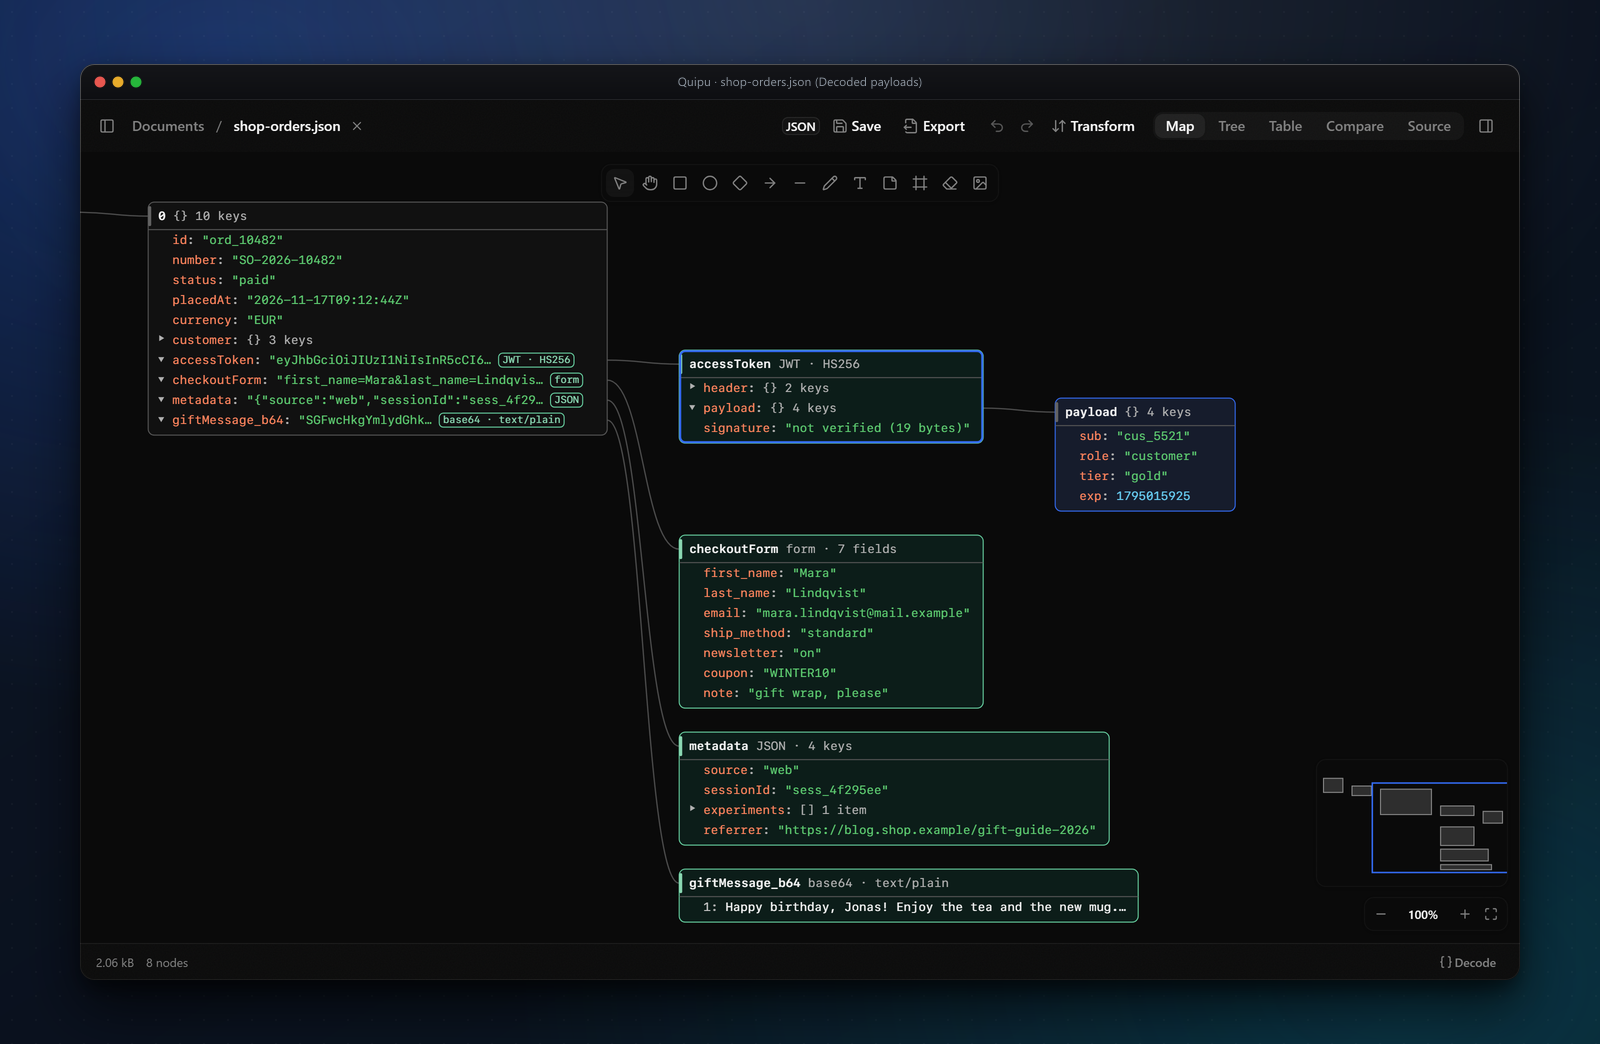 Quipu · shop-orders.json (Decoded payloads)
Documents / shop-orders.json
JSON Save Export Transform Map Tree Table Compare Source
0 {} 10 keys
id: "ord_10482"
number: "SO-2026-10482"
status: "paid"
placedAt: "2026-11-17T09:12:44Z"
currency: "EUR"
customer: {} 3 keys
accessToken: "eyJhbGciOiJIUzI1NiIsInR5cCI6… JWT · HS256
checkoutForm: "first_name=Mara&last_name=Lindqvis… form
metadata: "{"source":"web","sessionId":"sess_4f29… JSON
giftMessage_b64: "SGFwcHkgYmlydGhk… base64 · text/plain
accessToken JWT · HS256
header: {} 2 keys
payload: {} 4 keys
signature: "not verified (19 bytes)"
payload {} 4 keys
sub: "cus_5521"
role: "customer"
tier: "gold"
exp: 1795015925
checkoutForm form · 7 fields
first_name: "Mara"
last_name: "Lindqvist"
email: "mara.lindqvist@mail.example"
ship_method: "standard"
newsletter: "on"
coupon: "WINTER10"
note: "gift wrap, please"
metadata JSON · 4 keys
source: "web"
sessionId: "sess_4f295ee"
experiments: [] 1 item
referrer: "https://blog.shop.example/gift-guide-2026"
giftMessage_b64 base64 · text/plain
1: Happy birthday, Jonas! Enjoy the tea and the new mug.…
100%
2.06 kB 8 nodes
{} Decode